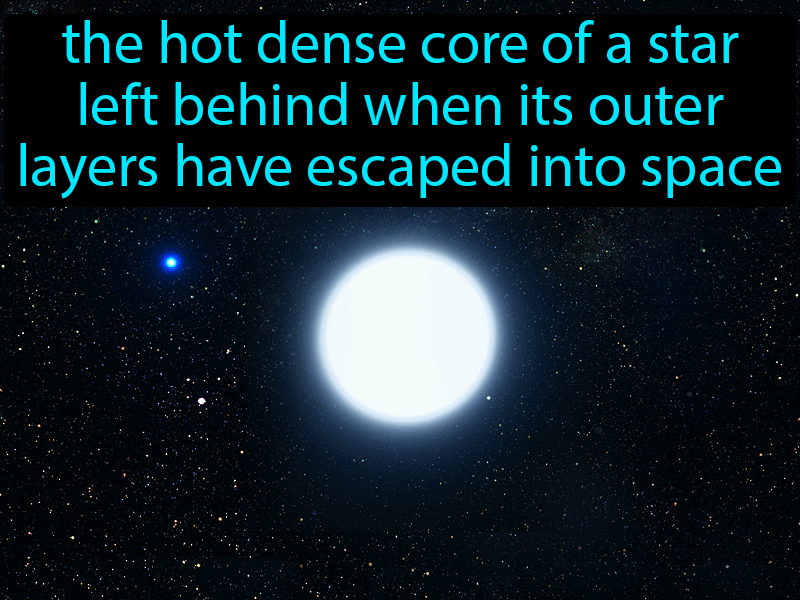 the hot dense core of a star
left behind when its outer
layers have escaped into space